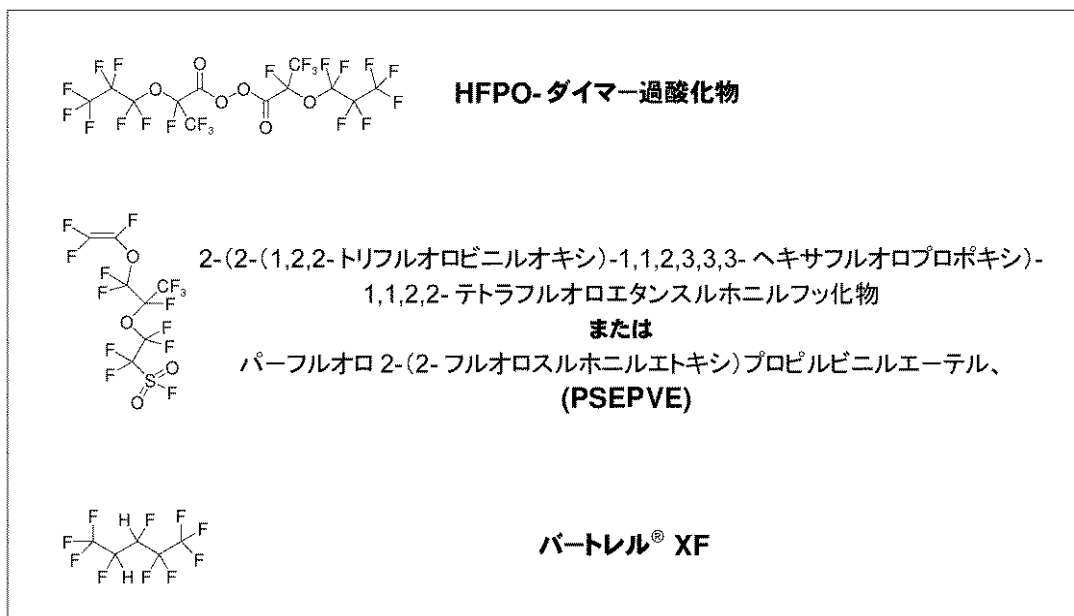 HFPO-ダイマー過酸化物
2-(2-(1,2,2-トリフルオロビニルオキシ)-1,1,2,3,3,3-ヘキサフルオロプロポキシ)-
1,1,2,2-テトラフルオロエタンスルホニルフッ化物
または
パーフルオロ2-(2-フルオロスルホニルエトキシ)プロピルビニルエーテル、
(PSEPVE)
バートレル® XF